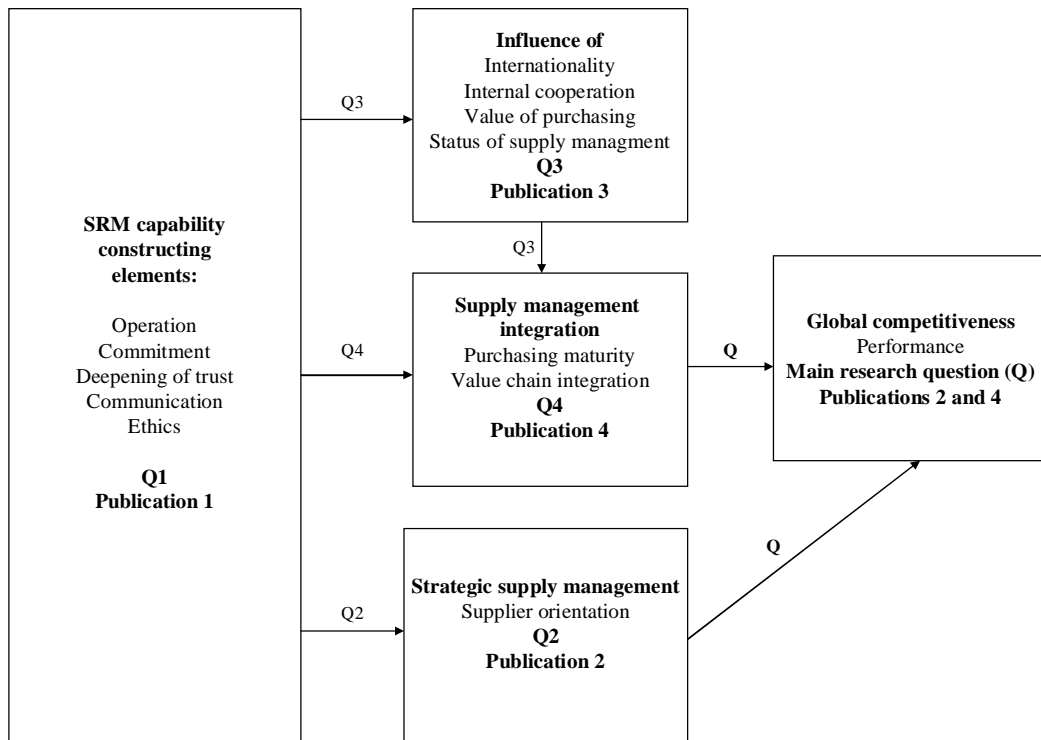 SRM capability
constructing
elements:
Operation
Commitment
Deepening of trust
Communication
Ethics
Q1
Publication 1
Q3
Influence of
Internationality
Internal cooperation
Value of purchasing
Status of supply managment
Q3
Publication 3
Q3
Q4
Supply management
integration
Purchasing maturity
Value chain integration
Q4
Publication 4
Q
Global competitiveness
Performance
Main research question (Q)
Publications 2 and 4
Q2
Strategic supply management
Supplier orientation
Q2
Publication 2
Q